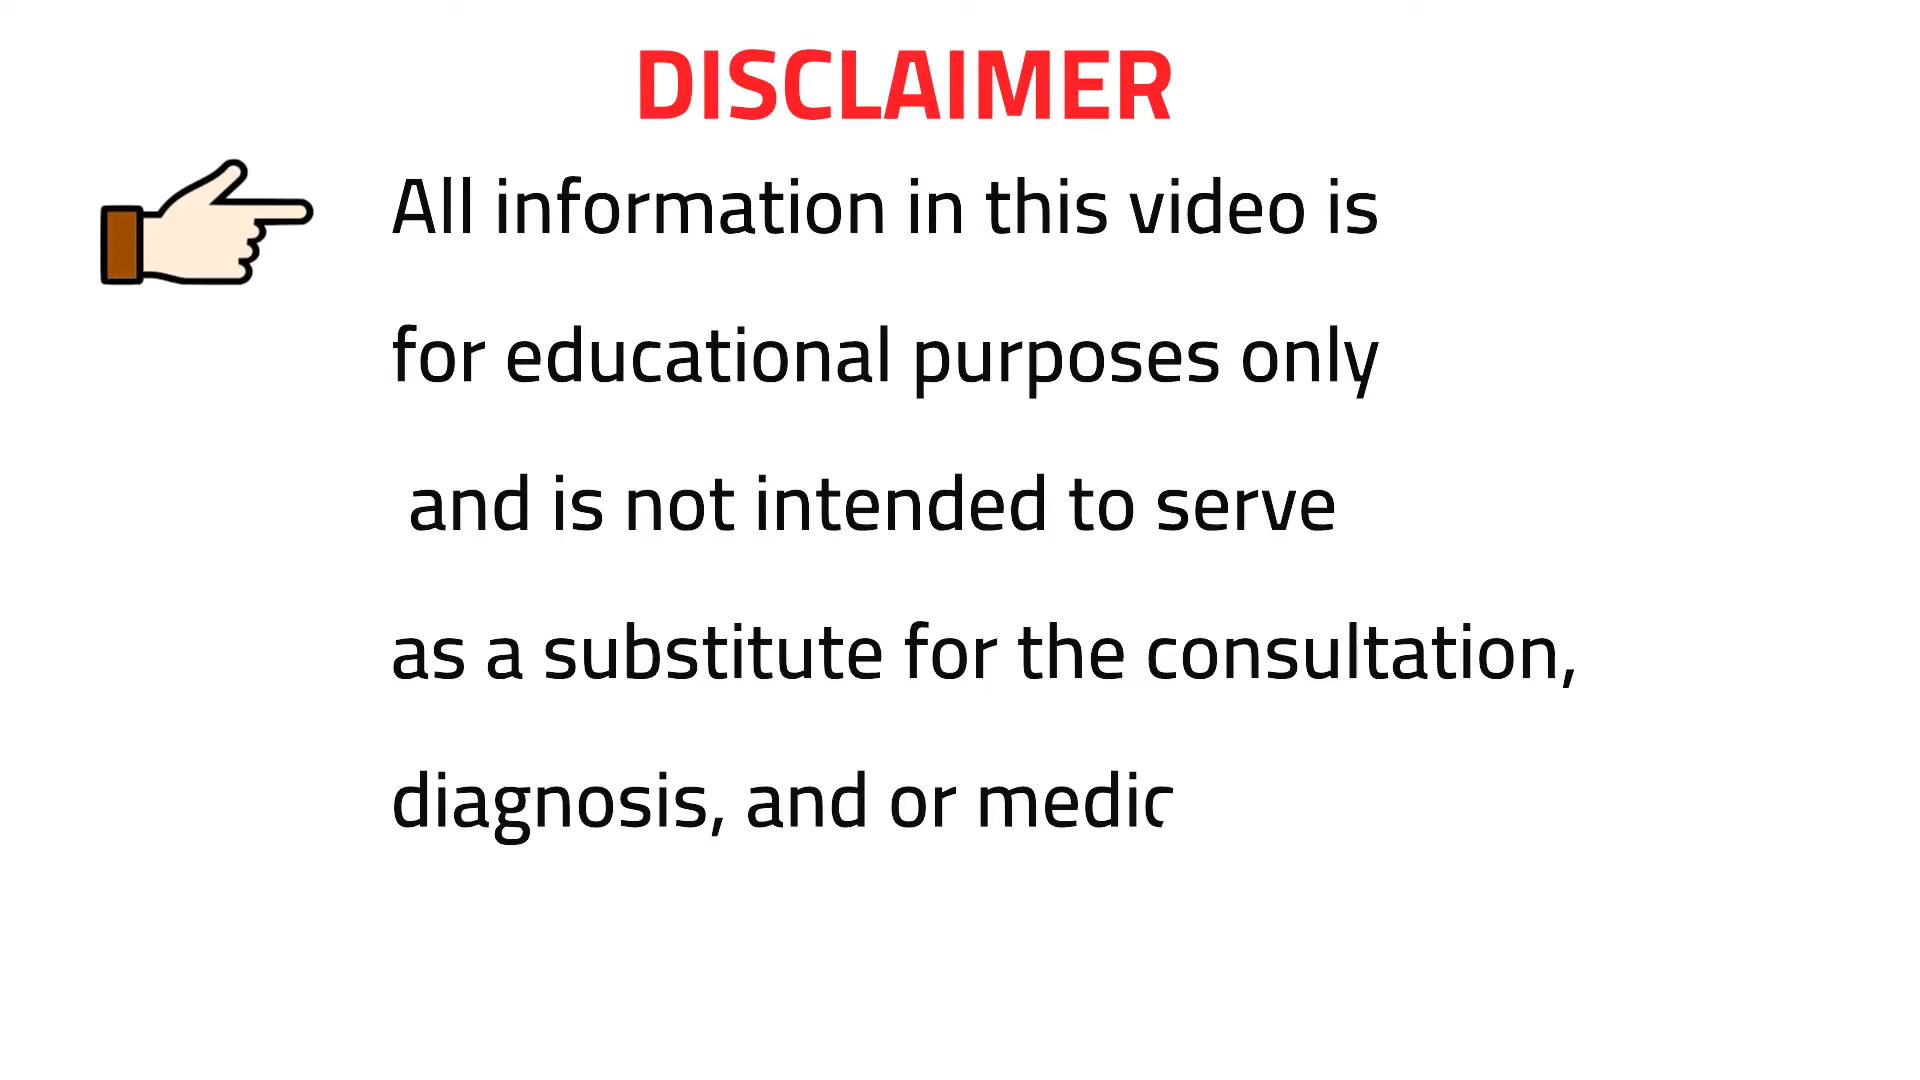 DISCLAIMER
All information in this video is
for educational purposes only
and is not intended to serve
as a substitute for the consultation,
diagnosis, and or medic